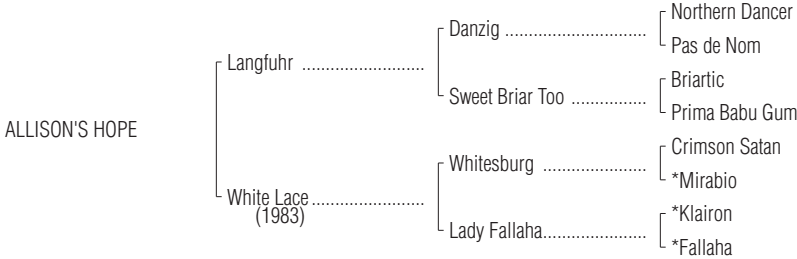 Northern Dancer
Danzig ..............................
Pas de Nom
Langfuhr ..........................
Briartic
Sweet Briar Too ................
Prima Babu Gum
ALLISON'S HOPE
Crimson Satan
Whitesburg ......................
*Mirabio
White Lace........................
(1983)
*Klairon
Lady Fallaha......................
*Fallaha